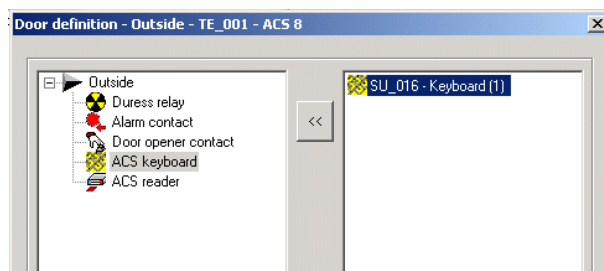 Door definition - Outside - TE_001 - ACS 8
Outside
Duress relay
Alarm contact
Door opener contact
ACS keyboard
ACS reader
<<
SU_016 - Keyboard (1)